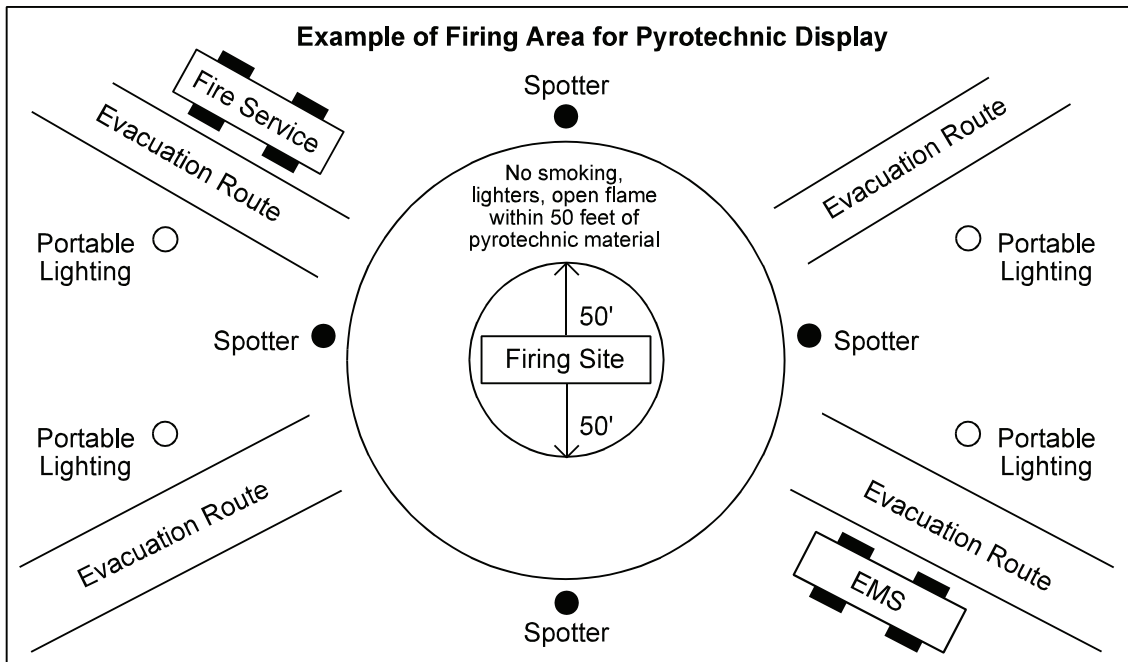 Example of Firing Area for Pyrotechnic Display
Fire Service
Evacuation Route
Spotter
Evacuation Route
No smoking,
lighters, open flame
within 50 feet of
pyrotechnic material
Portable
Lighting
Portable
Lighting
50'
Spotter
Firing Site
Spotter
50'
Portable
Lighting
Portable
Lighting
Evacuation Route
Evacuation Route
EMS
Spotter